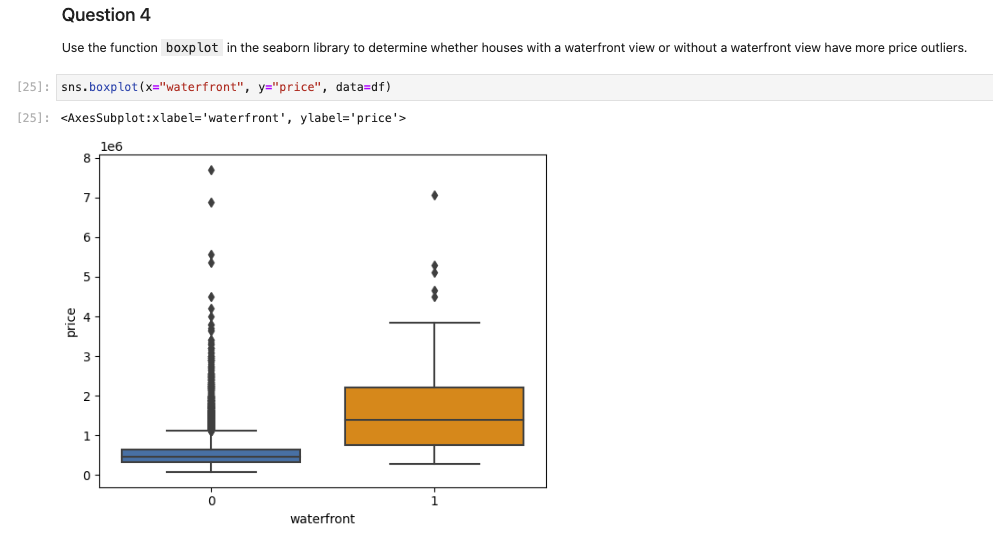 Question 4
Use the function boxplot in the seaborn library to determine whether houses with a waterfront view or without a waterfront view have more price outliers.
[25]: sns.boxplot(x="waterfront", y="price", data=df)
[25]: <AxesSubplot:xlabel='waterfront', ylabel='price'>
1e6
8
7
6
5
4
3
2
1
0
price
0 1
waterfront